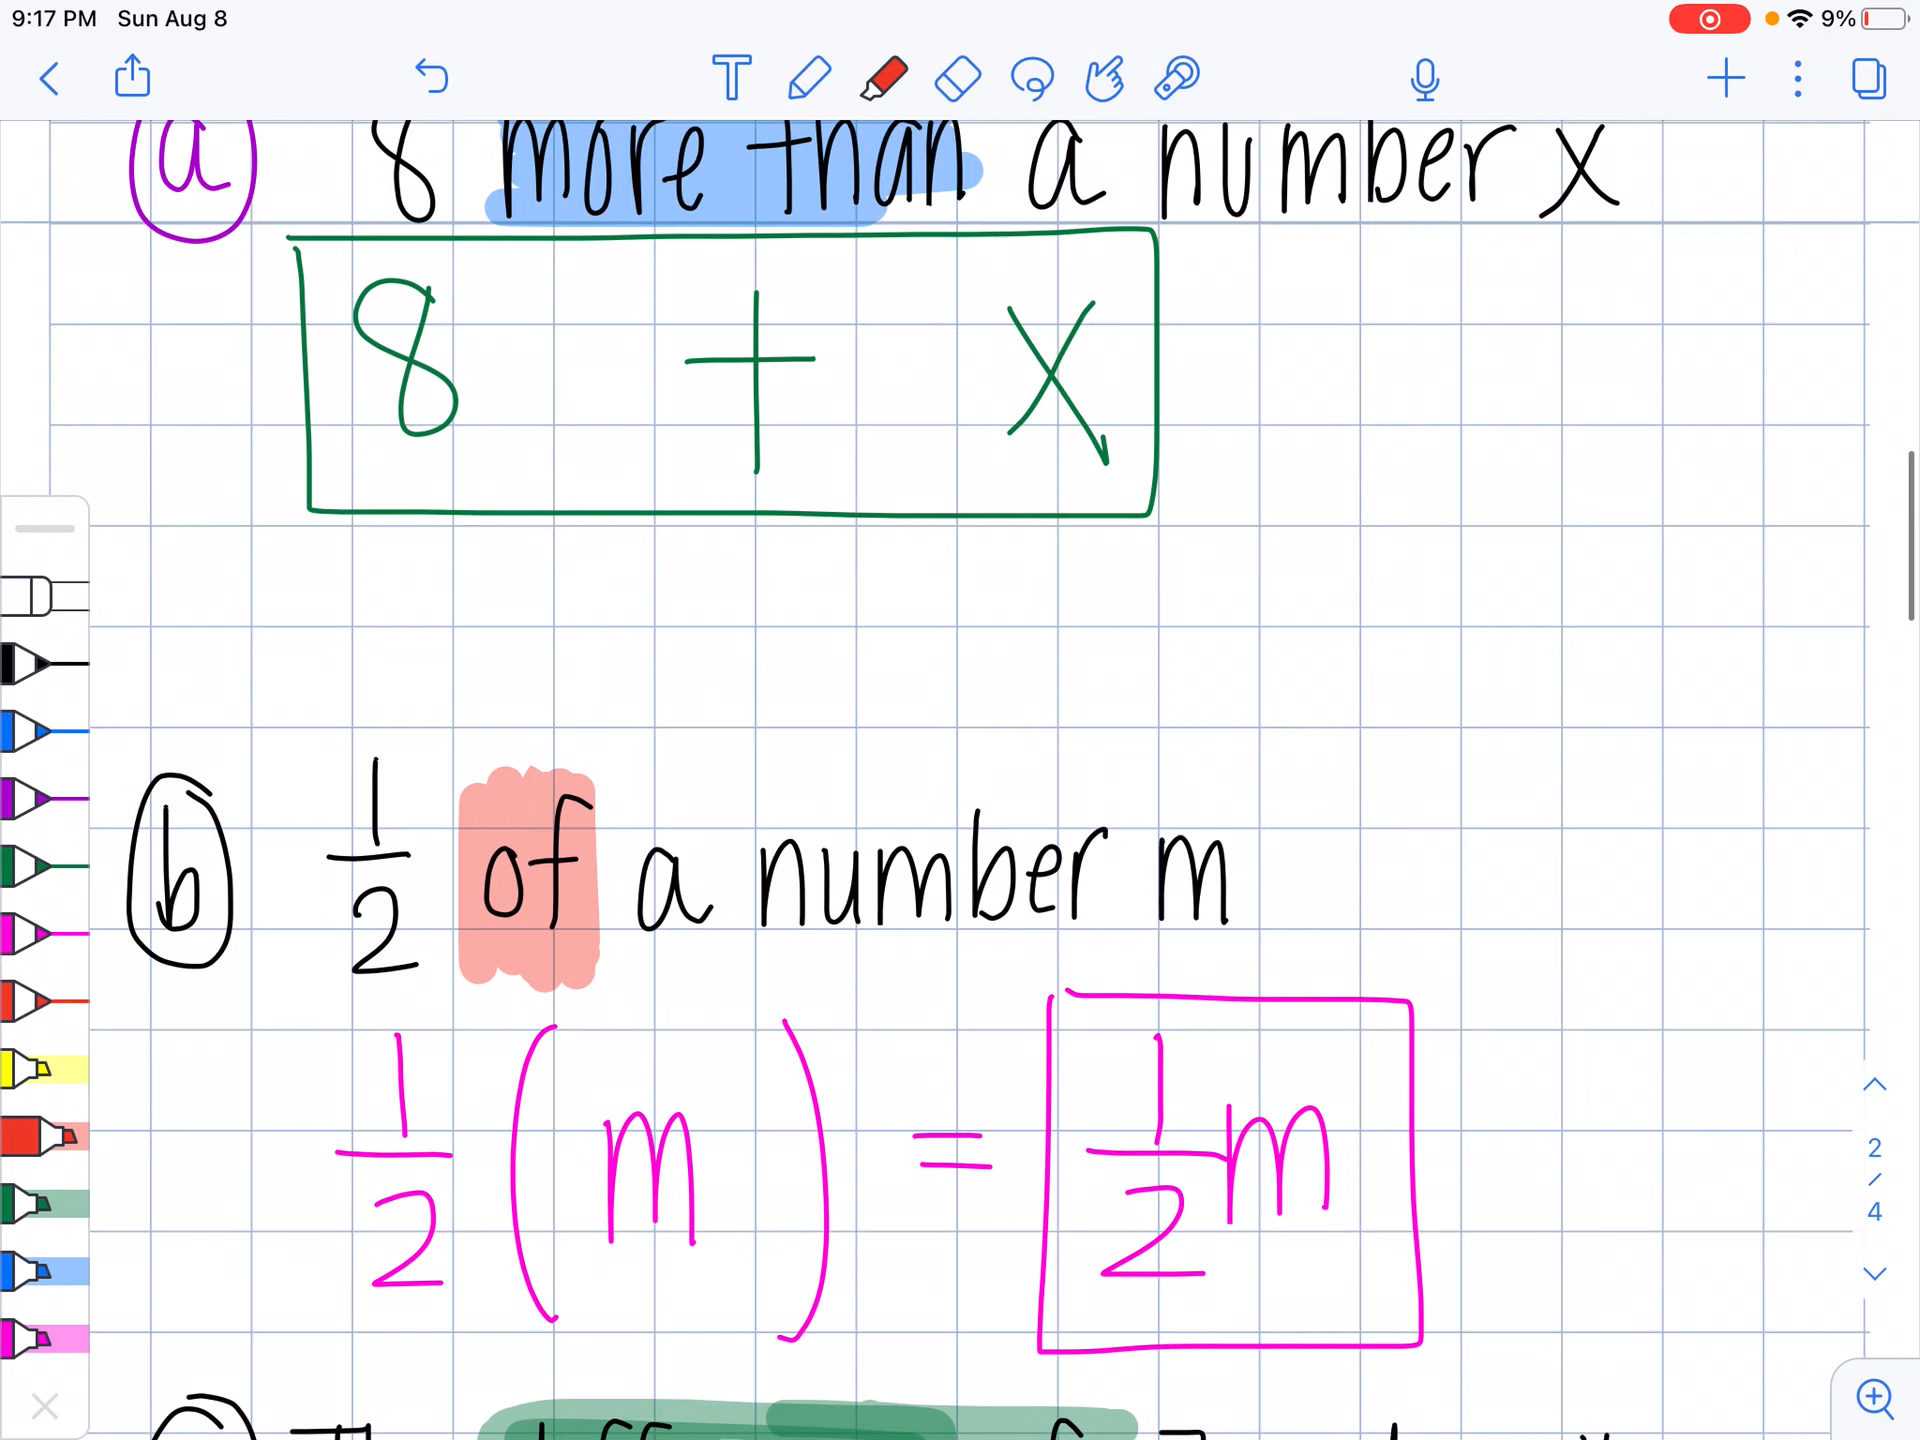 9:17 PM Sun Aug 8 9%
a 8 more than a number x
8 + x
b 1/2 of a number m
1/2 (m) = 1/2 m
2 / 4